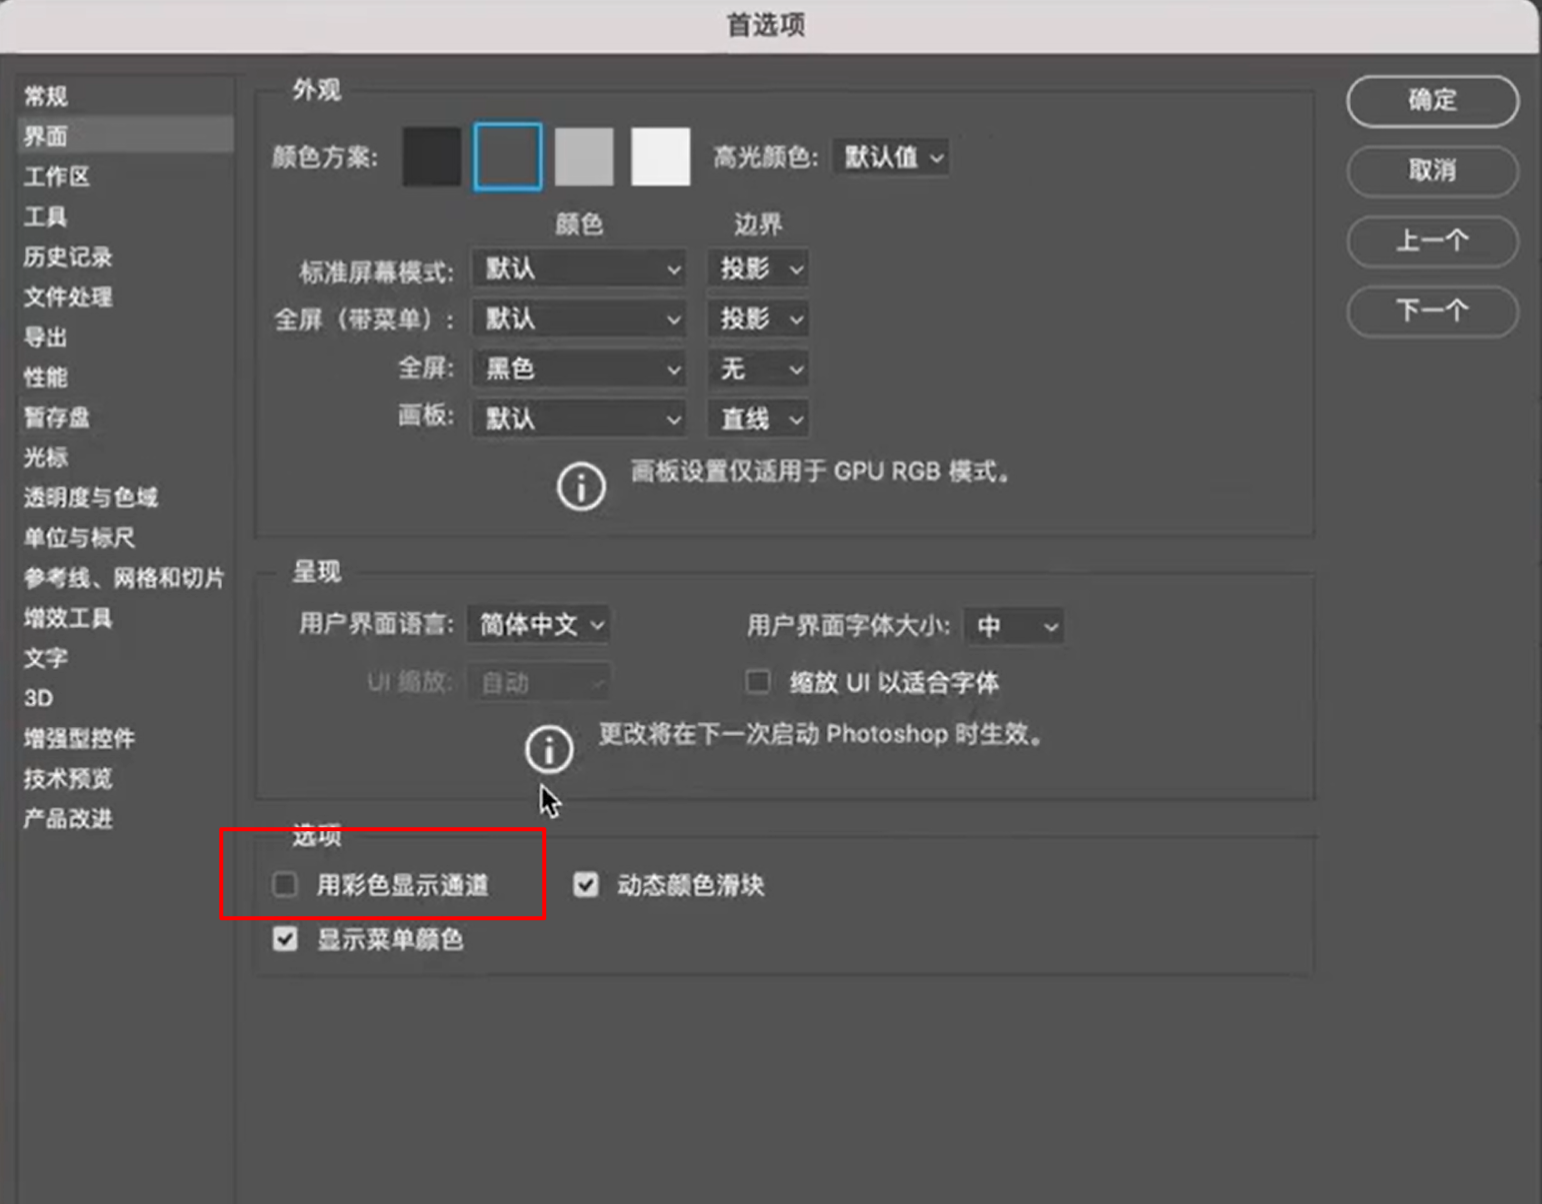 首选项
常规
界面
工作区
工具
历史记录
文件处理
导出
性能
暂存盘
光标
透明度与色域
单位与标尺
参考线、网格和切片
增效工具
文字
3D
增强型控件
技术预览
产品改进
外观
颜色方案: 高光颜色: 默认值
颜色 边界
标准屏幕模式: 默认 投影
全屏（带菜单）: 默认 投影
全屏: 黑色 无
画板: 默认 直线
画板设置仅适用于 GPU RGB 模式。
呈现
用户界面语言: 简体中文 用户界面字体大小: 中
UI 缩放: 自动 缩放 UI 以适合字体
更改将在下一次启动 Photoshop 时生效。
选项
用彩色显示通道 动态颜色滑块
显示菜单颜色
确定
取消
上一个
下一个